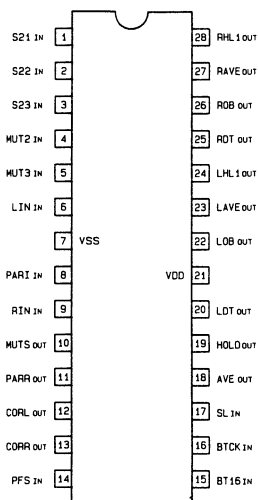 S21 IN 1 28 RHL1 OUT
S22 IN 2 27 RAVE OUT
S23 IN 3 26 ROB OUT
MUT2 IN 4 25 RDT OUT
MUT3 IN 5 24 LHL1 OUT
LIN IN 6 23 LAVE OUT
7 VSS 22 LOB OUT
PARI IN 8 VDD 21
RIN IN 9 20 LDT OUT
MUTS OUT 10 19 HOLD OUT
PARR OUT 11 18 AVE OUT
CORL OUT 12 17 SL IN
CORR OUT 13 16 BTCK IN
PFS IN 14 15 BT16 IN